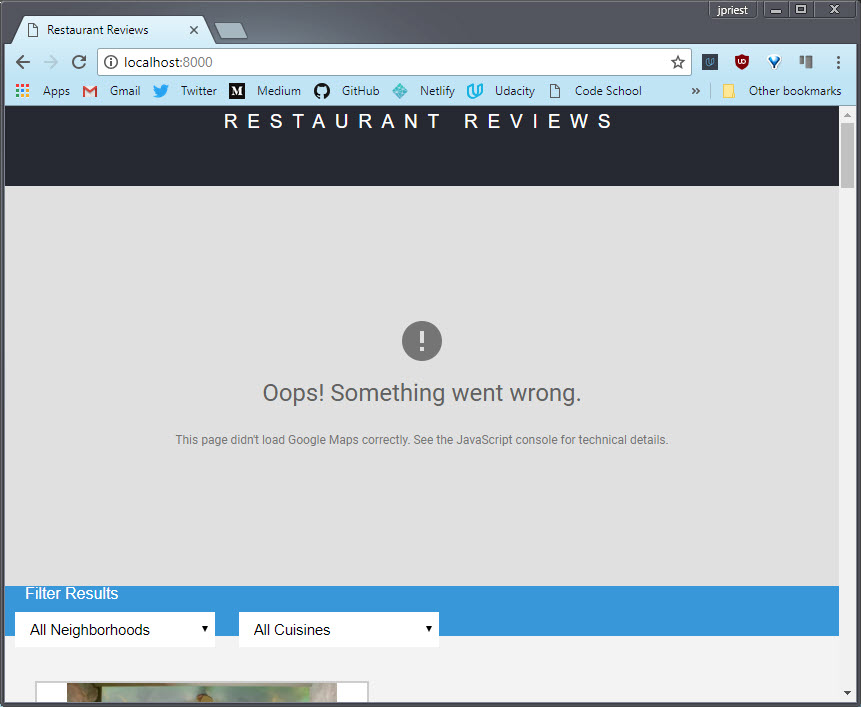 jpriest
Restaurant Reviews
localhost:8000
Apps Gmail Twitter M Medium GitHub Netlify Udacity Code School » Other bookmarks
RESTAURANT REVIEWS
!
Oops! Something went wrong.
This page didn't load Google Maps correctly. See the JavaScript console for technical details.
Filter Results
All Neighborhoods All Cuisines